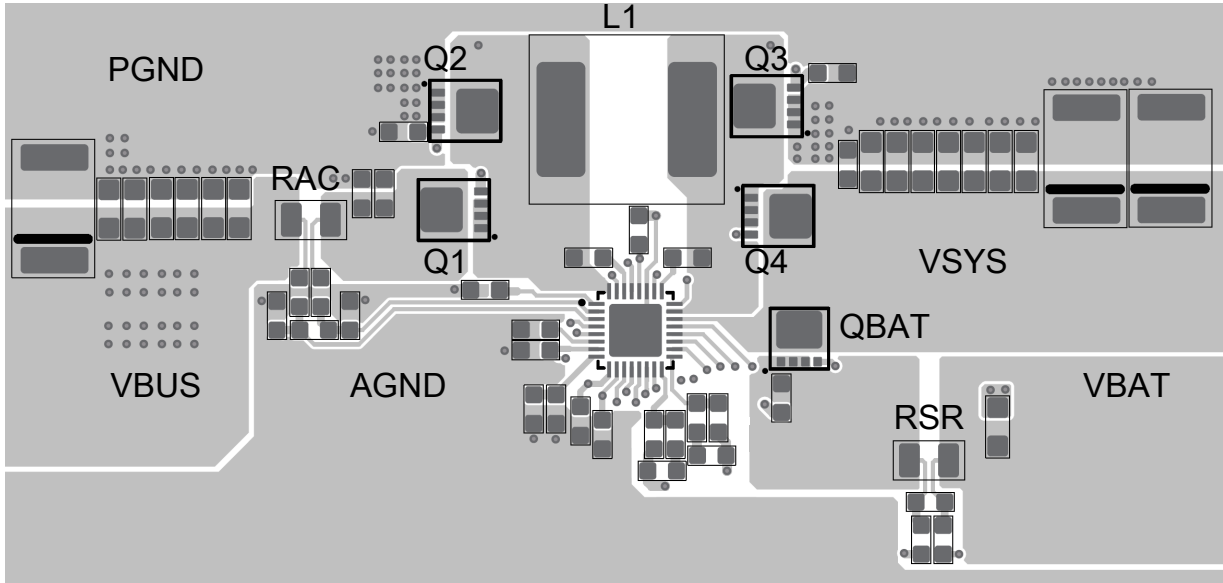 L1
Q2
Q3
PGND
RAC
Q1
Q4
VSYS
QBAT
VBUS
AGND
VBAT
RSR